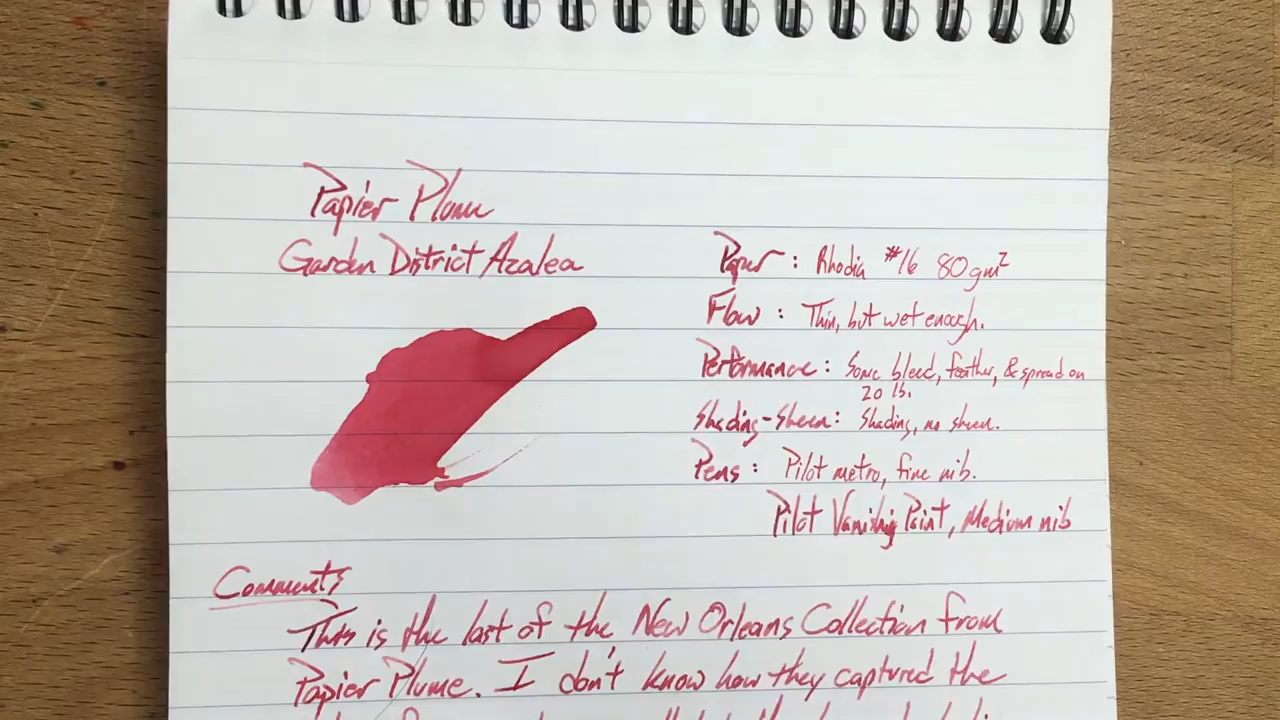 Papier Plume
Garden District Azalea
Paper: Rhodia #16 80gm²
Flow: Thin, but wet enough.
Performance: Some bleed, feather, & spread on
20 lb.
Shading-Sheen: Shading, no sheen.
Pens: Pilot metro, fine nib.
Pilot Vanishing Point, Medium nib
Comments
This is the last of the New Orleans Collection from
Papier Plume. I don't know how they captured the